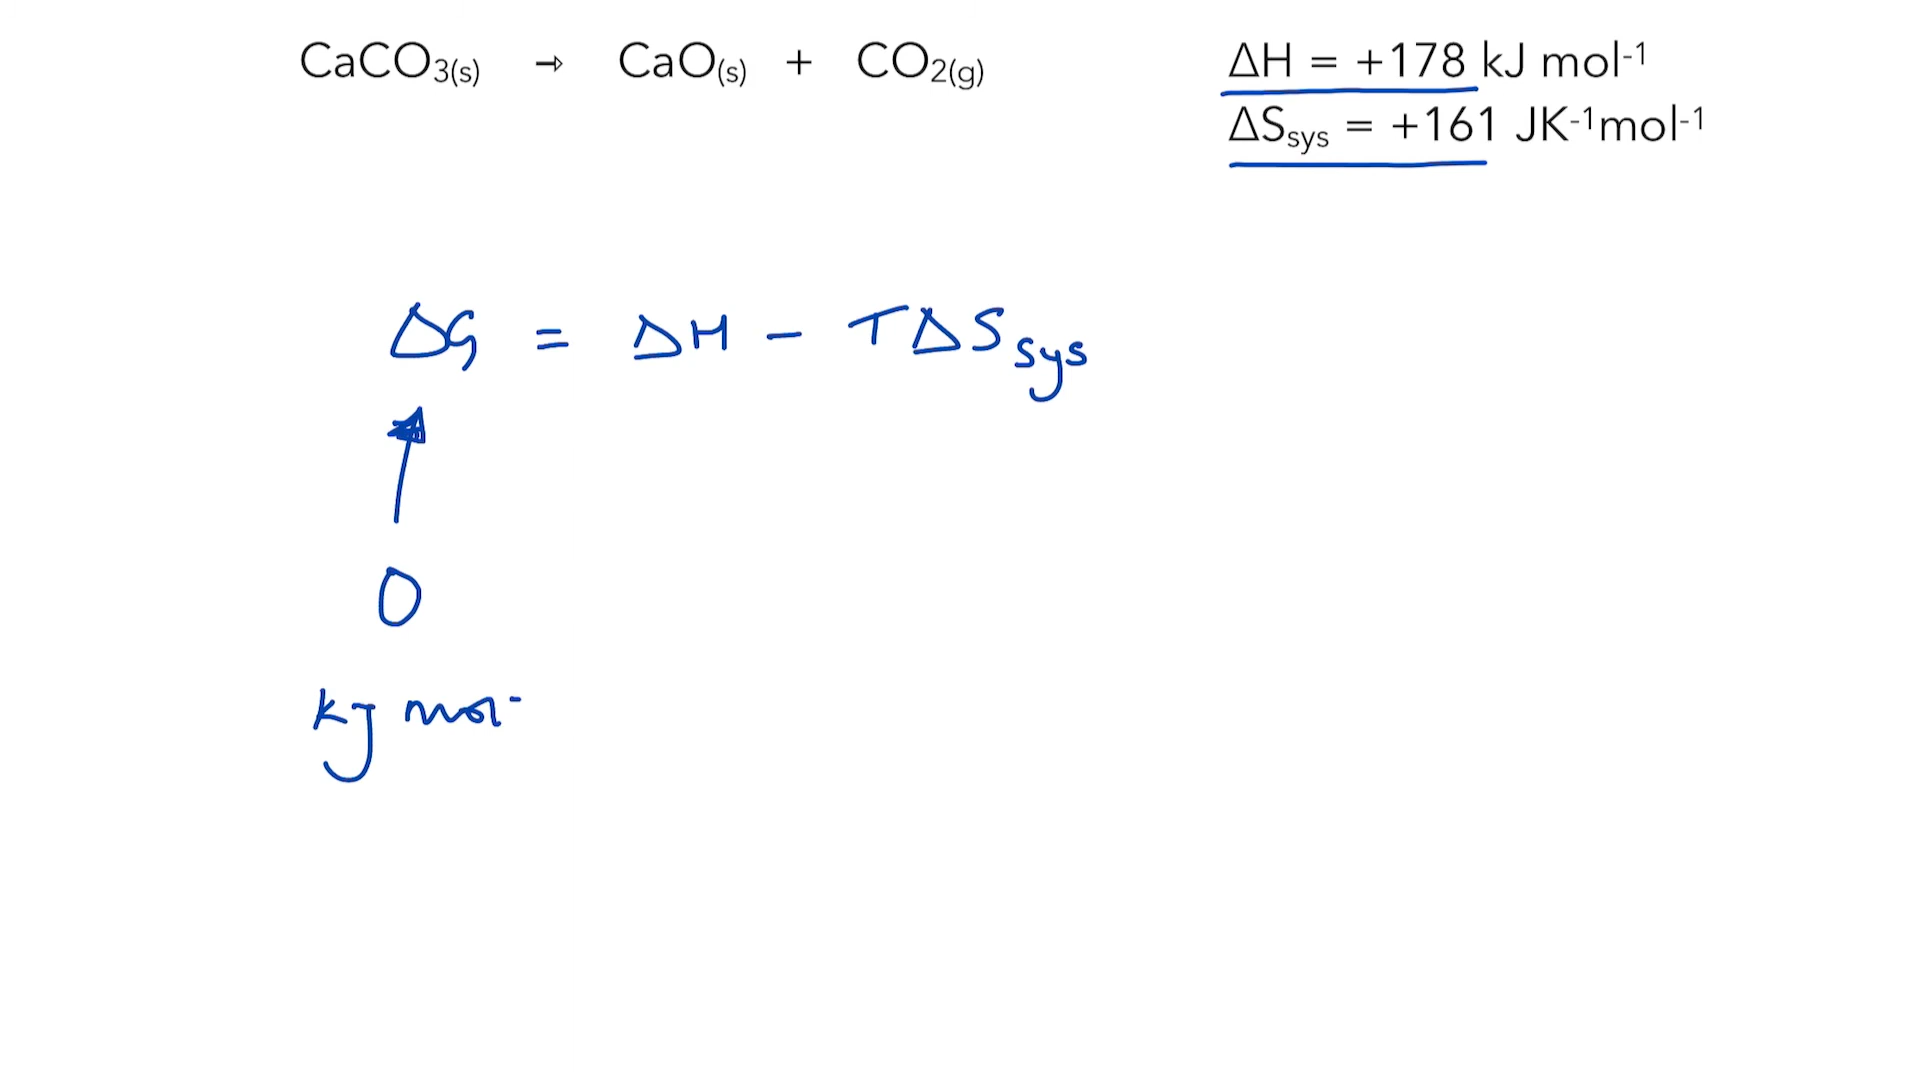 CaCO₃(s) → CaO(s) + CO₂(g)
ΔH = +178 kJ mol⁻¹
ΔSsys = +161 JK⁻¹mol⁻¹
ΔG = ΔH - TΔSsys
0
kJ mol⁻